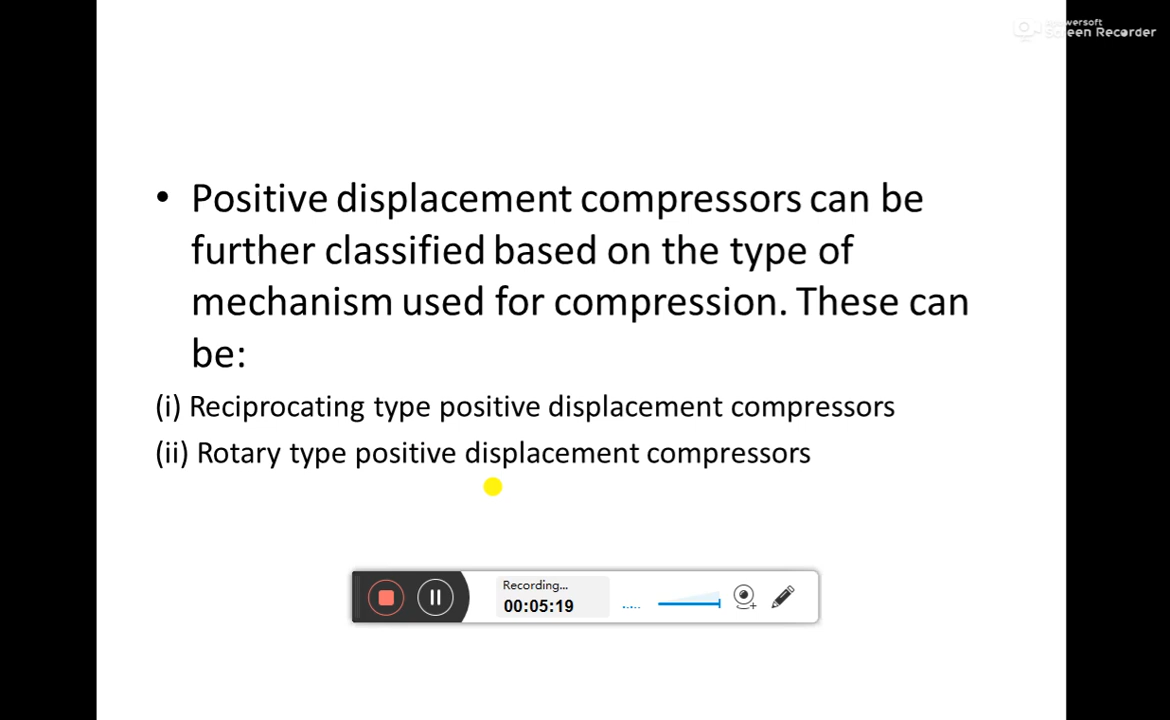 Screen Recorder
• Positive displacement compressors can be
further classified based on the type of
mechanism used for compression. These can
be:
(i) Reciprocating type positive displacement compressors
(ii) Rotary type positive displacement compressors
Recording...
00:05:19